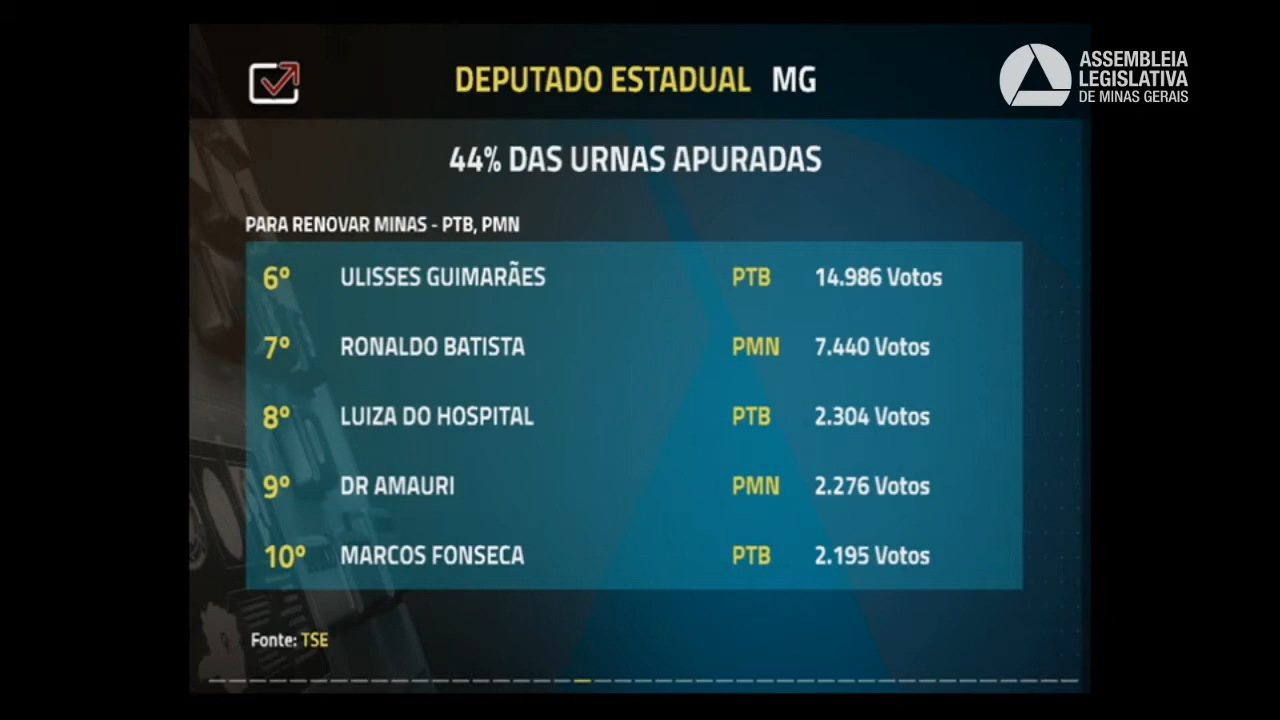 DEPUTADO ESTADUAL MG
ASSEMBLEIA
LEGISLATIVA
DE MINAS GERAIS
44% DAS URNAS APURADAS
PARA RENOVAR MINAS - PTB, PMN
6º ULISSES GUIMARÃES PTB 14.986 Votos
7º RONALDO BATISTA PMN 7.440 Votos
8º LUIZA DO HOSPITAL PTB 2.304 Votos
9º DR AMAURI PMN 2.276 Votos
10º MARCOS FONSECA PTB 2.195 Votos
Fonte: TSE